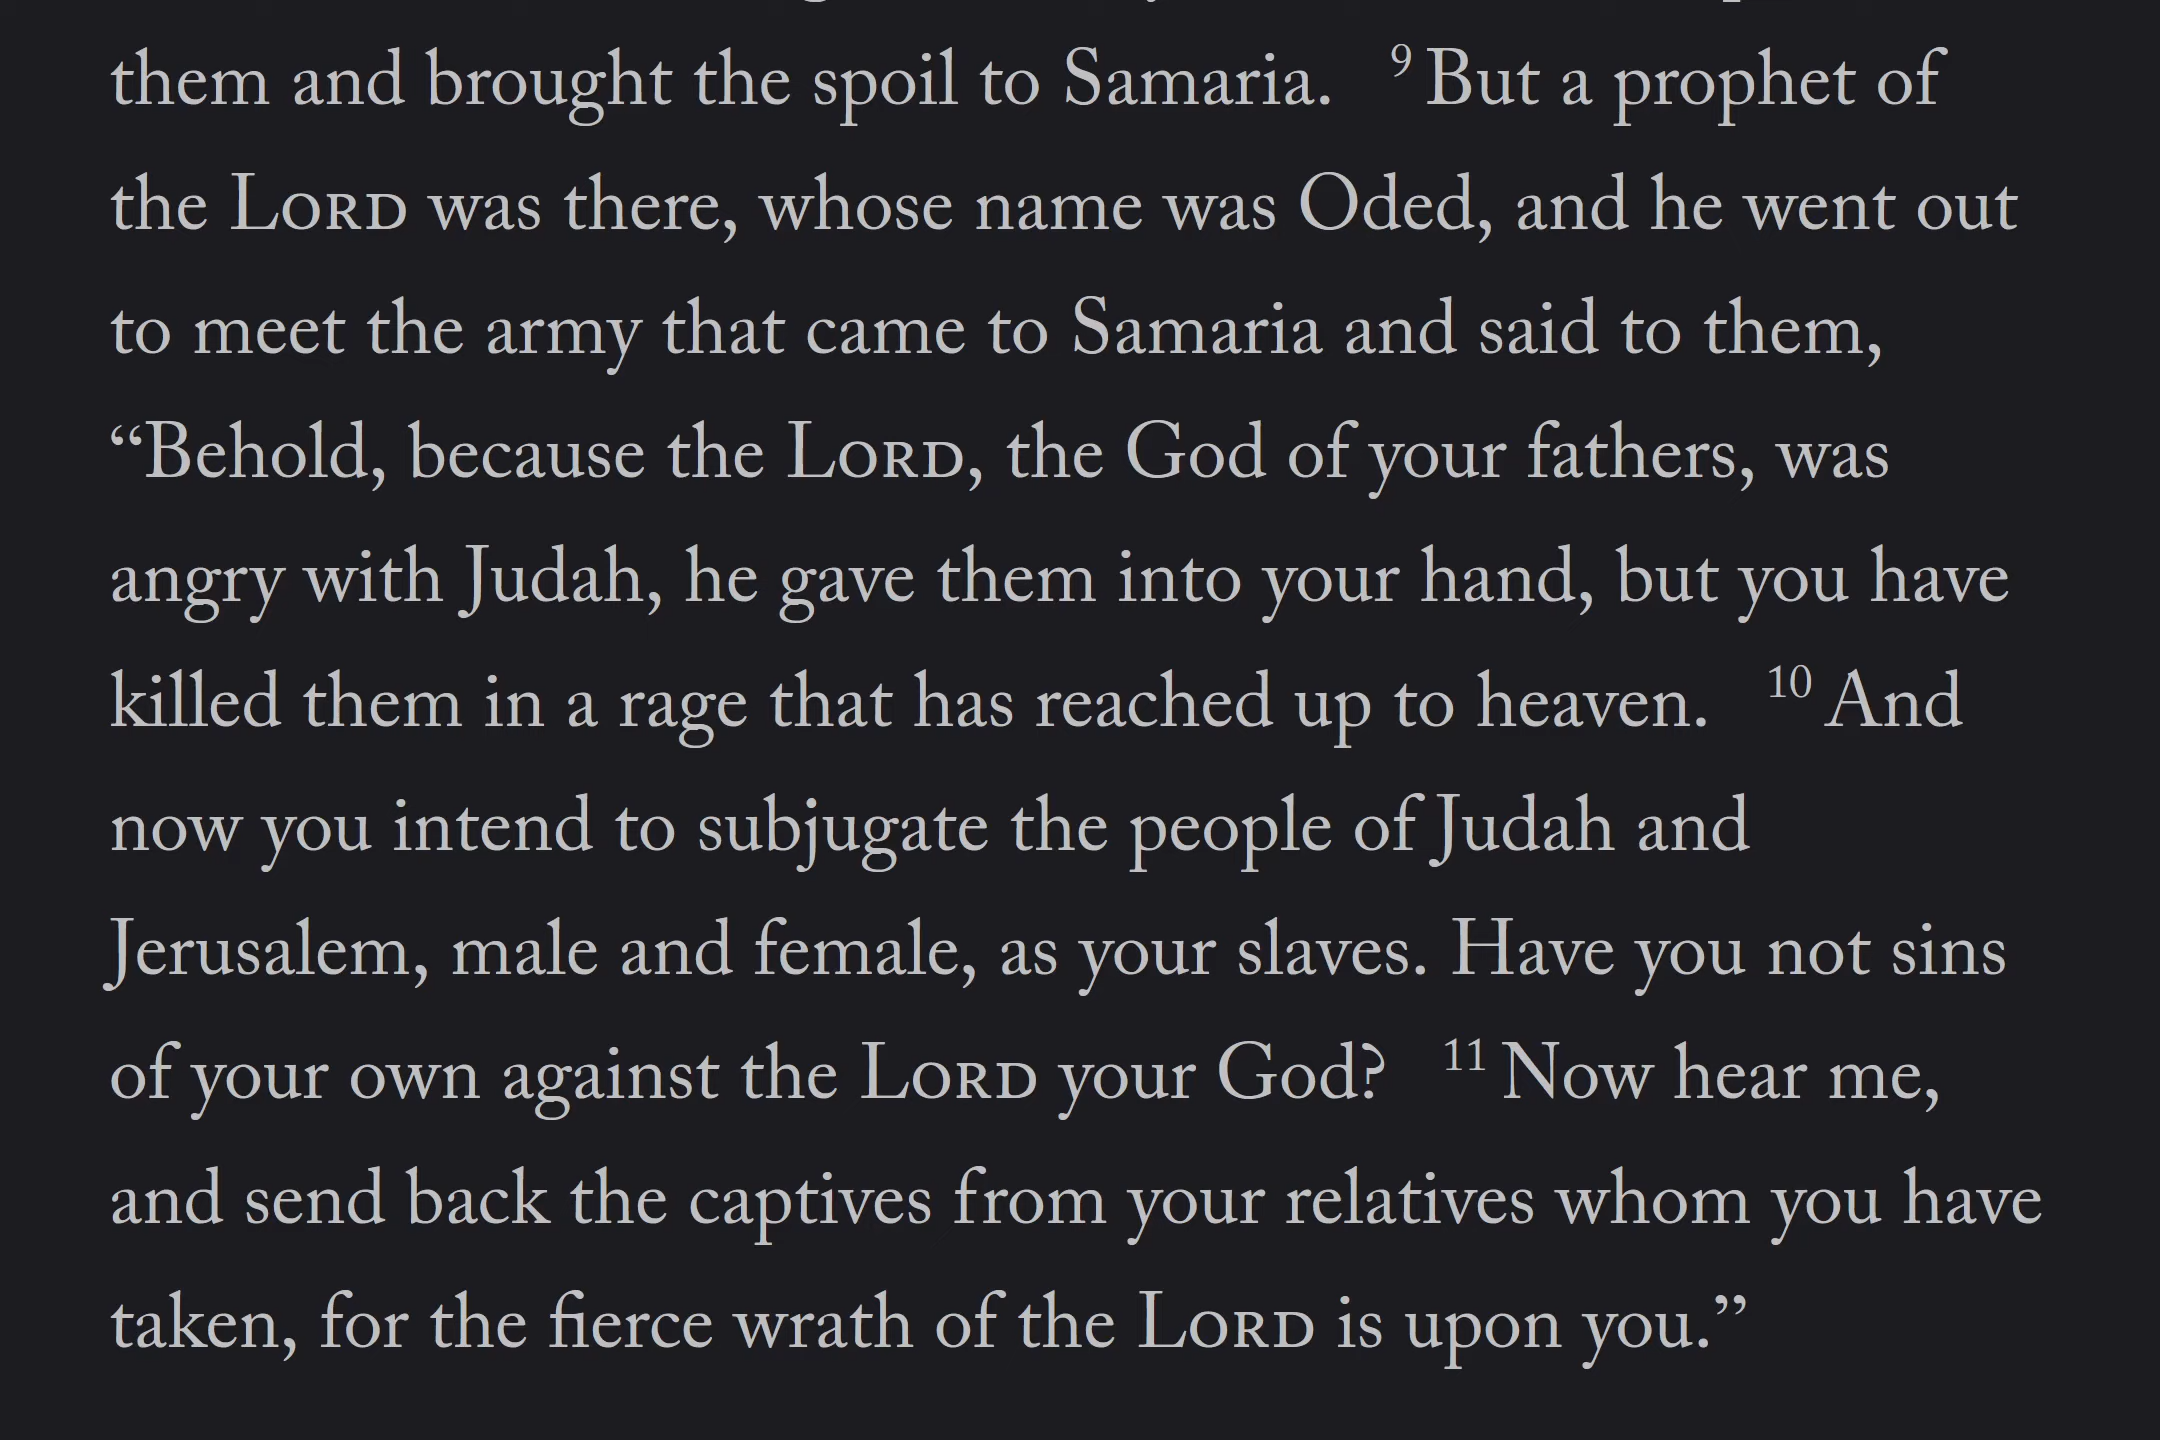 them and brought the spoil to Samaria. 9 But a prophet of
the LORD was there, whose name was Oded, and he went out
to meet the army that came to Samaria and said to them,
“Behold, because the LORD, the God of your fathers, was
angry with Judah, he gave them into your hand, but you have
killed them in a rage that has reached up to heaven. 10 And
now you intend to subjugate the people of Judah and
Jerusalem, male and female, as your slaves. Have you not sins
of your own against the LORD your God? 11 Now hear me,
and send back the captives from your relatives whom you have
taken, for the fierce wrath of the LORD is upon you.”